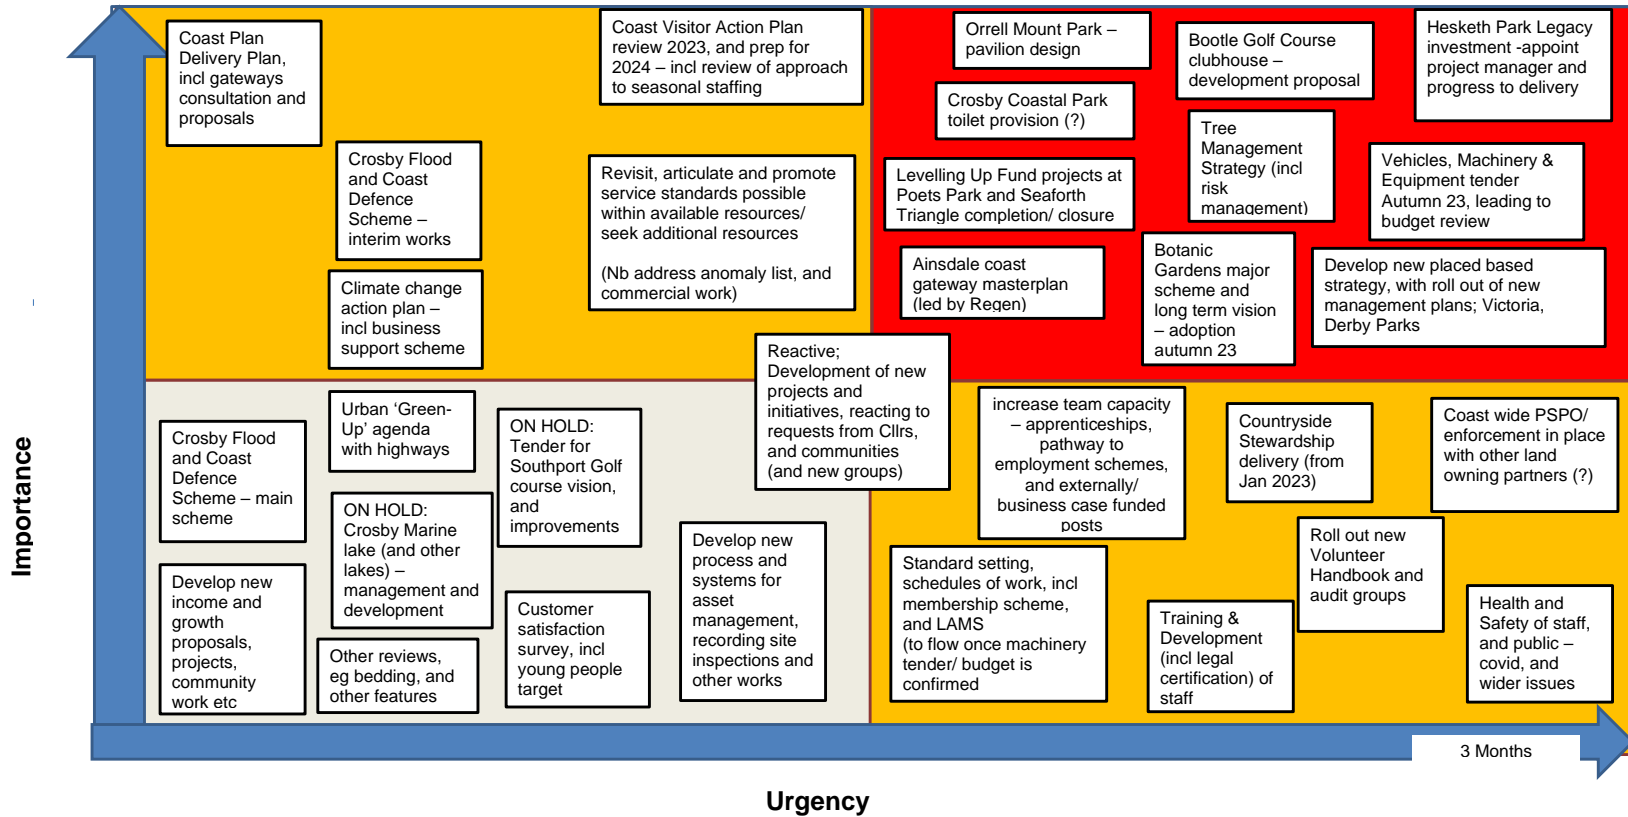 Coast Plan
Delivery Plan,
incl gateways
consultation and
proposals
Coast Visitor Action Plan
review 2023, and prep for
2024 – incl review of approach
to seasonal staffing
Crosby Flood
and Coast
Defence
Scheme –
interim works
Revisit, articulate and promote
service standards possible
within available resources/
seek additional resources
(Nb address anomaly list, and
commercial work)
Climate change
action plan –
incl business
support scheme
Orrell Mount Park –
pavilion design
Bootle Golf Course
clubhouse –
development proposal
Hesketh Park Legacy
investment -appoint
project manager and
progress to delivery
Crosby Coastal Park
toilet provision (?)
Tree
Management
Strategy (incl
risk
management)
Vehicles, Machinery &
Equipment tender
Autumn 23, leading to
budget review
Levelling Up Fund projects at
Poets Park and Seaforth
Triangle completion/ closure
Ainsdale coast
gateway masterplan
(led by Regen)
Botanic
Gardens major
scheme and
long term vision
– adoption
autumn 23
Develop new placed based
strategy, with roll out of new
management plans; Victoria,
Derby Parks
Reactive;
Development of new
projects and
initiatives, reacting to
requests from Cllrs,
and communities
(and new groups)
Crosby Flood
and Coast
Defence
Scheme – main
scheme
Urban ‘Green-
Up’ agenda
with highways
ON HOLD:
Tender for
Southport Golf
course vision,
and
improvements
ON HOLD:
Crosby Marine
lake (and other
lakes) –
management and
development
Develop new
income and
growth
proposals,
projects,
community
work etc
Other reviews,
eg bedding, and
other features
Customer
satisfaction
survey, incl
young people
target
Develop new
process and
systems for
asset
management,
recording site
inspections and
other works
increase team capacity
– apprenticeships,
pathway to
employment schemes,
and externally/
business case funded
posts
Countryside
Stewardship
delivery (from
Jan 2023)
Coast wide PSPO/
enforcement in place
with other land
owning partners (?)
Standard setting,
schedules of work, incl
membership scheme,
and LAMS
(to flow once machinery
tender/ budget is
confirmed
Roll out new
Volunteer
Handbook and
audit groups
Training &
Development
(incl legal
certification) of
staff
Health and
Safety of staff,
and public –
covid, and
wider issues
Importance
3 Months
Urgency